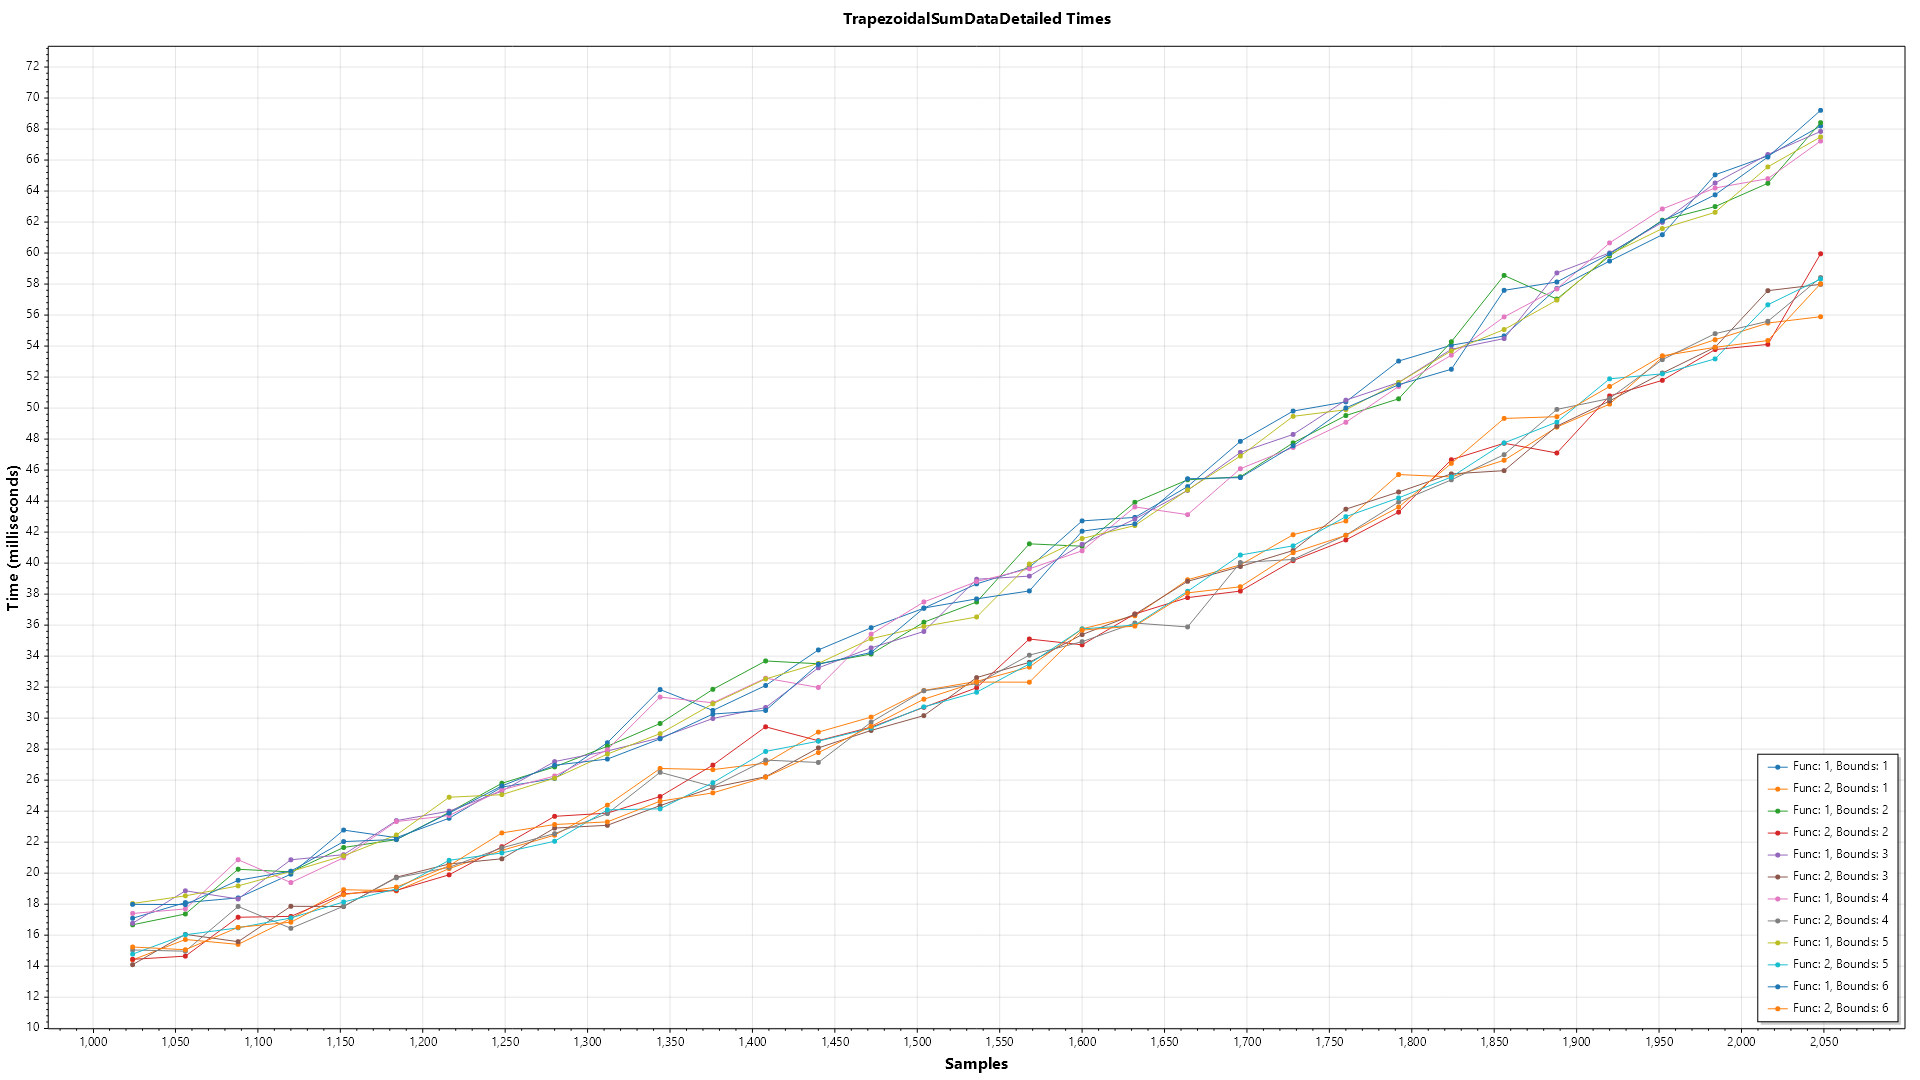 TrapezoidalSumDataDetailed Times
Time (milliseconds)
72
70
68
66
64
62
60
58
56
54
52
50
48
46
44
42
40
38
36
34
32
30
28
26
24
22
20
18
16
14
12
10
1,000 1,050 1,100 1,150 1,200 1,250 1,300 1,350 1,400 1,450 1,500 1,550 1,600 1,650 1,700 1,750 1,800 1,850 1,900 1,950 2,000 2,050
Samples
Func: 1, Bounds: 1
Func: 2, Bounds: 1
Func: 1, Bounds: 2
Func: 2, Bounds: 2
Func: 1, Bounds: 3
Func: 2, Bounds: 3
Func: 1, Bounds: 4
Func: 2, Bounds: 4
Func: 1, Bounds: 5
Func: 2, Bounds: 5
Func: 1, Bounds: 6
Func: 2, Bounds: 6